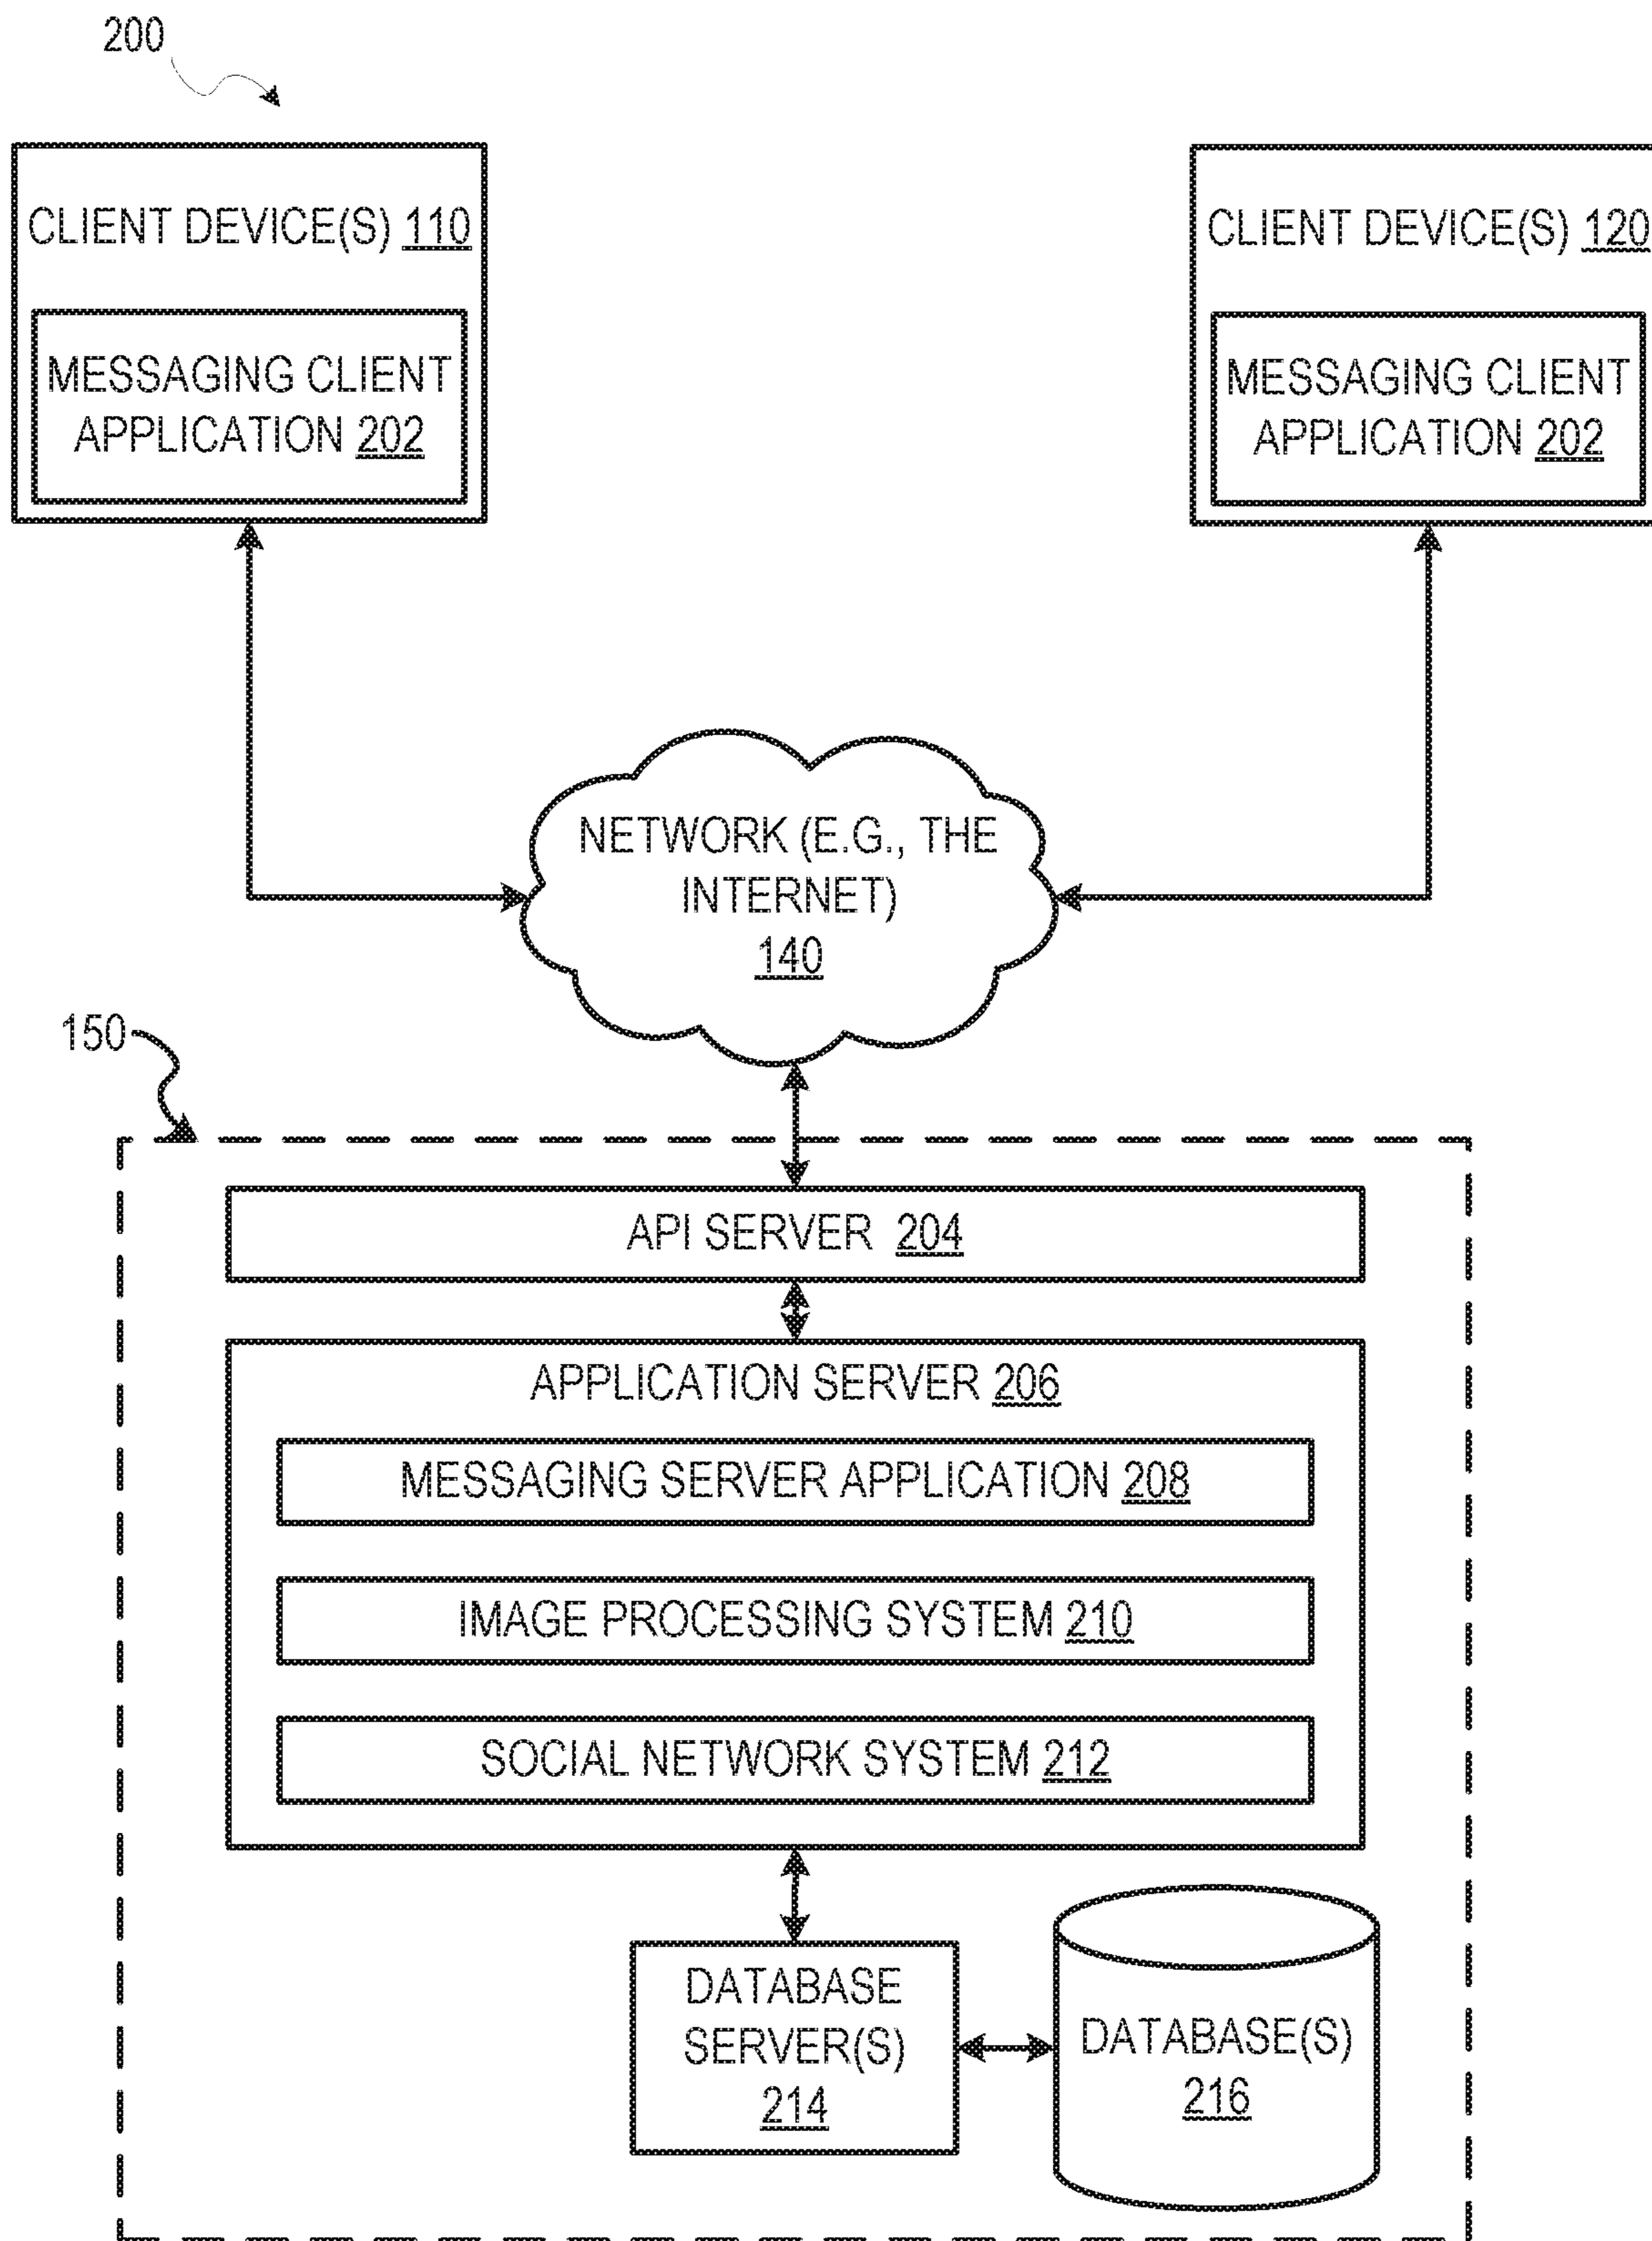 200
CLIENT DEVICE(S) 110
MESSAGING CLIENT
APPLICATION 202
CLIENT DEVICE(S) 120
MESSAGING CLIENT
APPLICATION 202
NETWORK (E.G., THE
INTERNET)
140
150
API SERVER 204
APPLICATION SERVER 206
MESSAGING SERVER APPLICATION 208
IMAGE PROCESSING SYSTEM 210
SOCIAL NETWORK SYSTEM 212
DATABASE
SERVER(S)
214
DATABASE(S)
216